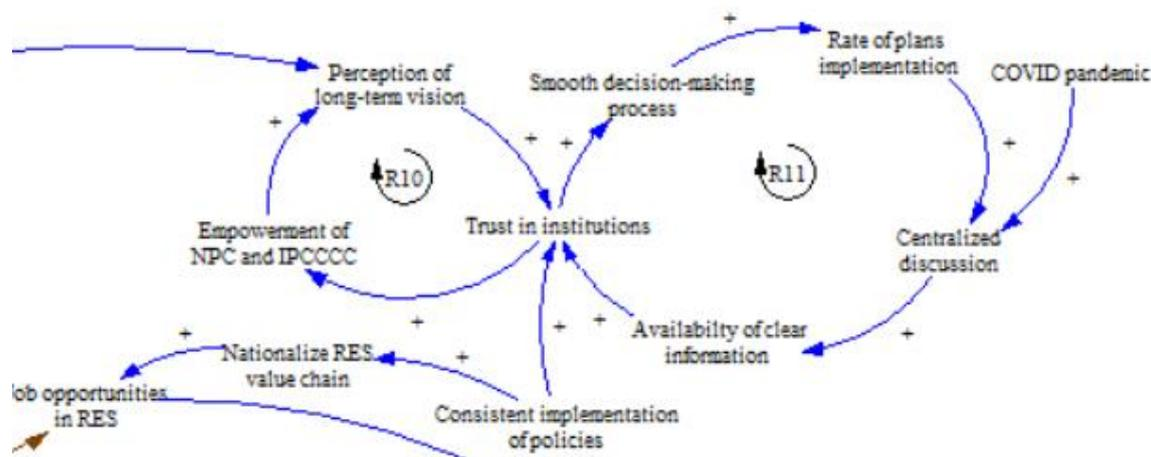 Perception of
long-term vision
+
+
R10
Empowerment of
NPC and IPCCCC
+
Trust in institutions
+
Smooth decision-making
process
+
Rate of plans
implementation
+
COVID pandemic
+
R11
Centralized
discussion
+
Availabilty of clear
information
+
Consistent implementation
of policies
+
+
Nationalize RES
value chain
+
Job opportunities
in RES